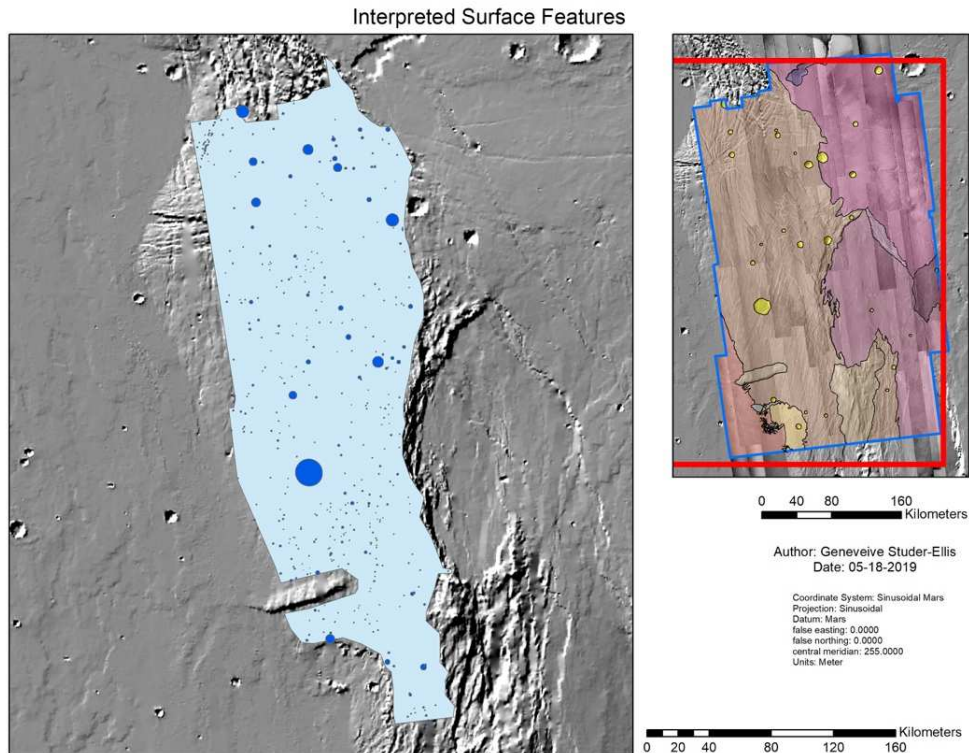 Interpreted Surface Features
0 40 80 160
Kilometers
Author: Geneveive Studer-Ellis
Date: 05-18-2019
Coordinate System: Sinusoidal Mars
Projection: Sinusoidal
Datum: Mars
false easting: 0.0000
false northing: 0.0000
central meridian: 255.0000
Units: Meter
Kilometers
0 20 40 80 120 160